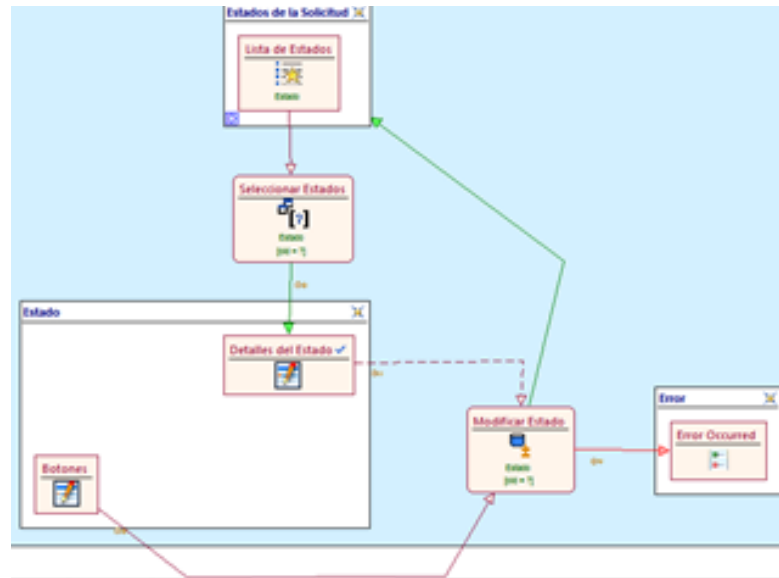 Estados de la Solicitud
Lista de Estados
Estado
Seleccionar Estados
[?]
Estado
[oid = ?]
Estado
Detalles del Estado
Modificar Estado
Estado
[oid = ?]
Error
Error Occurred
Botones